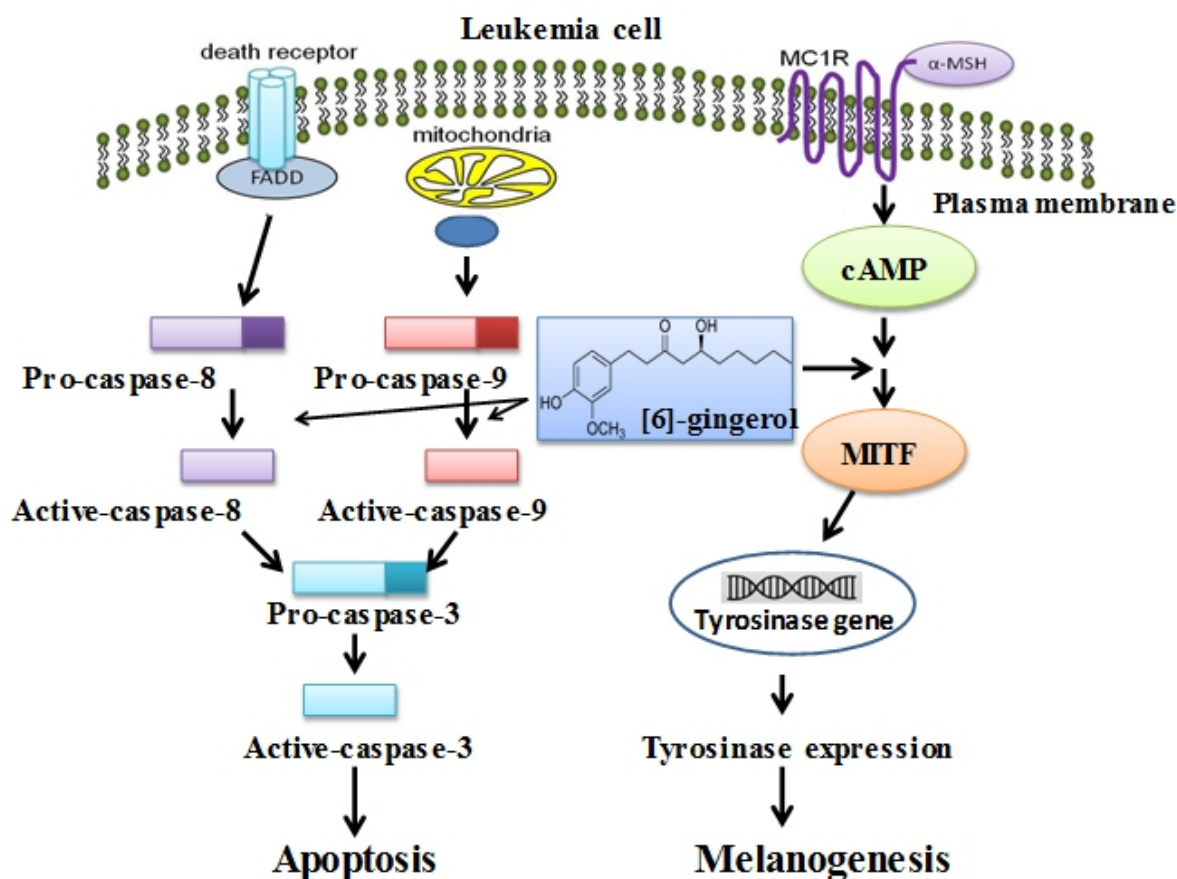 Leukemia cell
death receptor
MC1R
α-MSH
mitochondria
FADD
Plasma membrane
cAMP
O
OH
Pro-caspase-8
Pro-caspase-9
HO
OCH3
[6]-gingerol
MITF
Active-caspase-8
Active-caspase-9
Pro-caspase-3
Tyrosinase gene
Active-caspase-3
Tyrosinase expression
Apoptosis
Melanogenesis